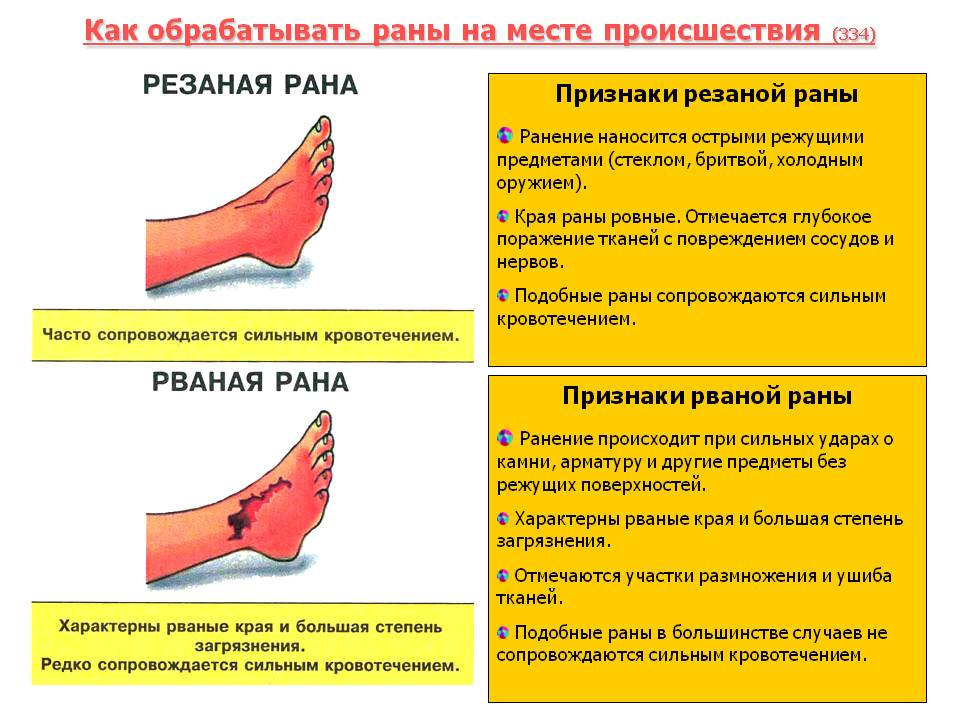 Как обрабатывать раны на месте происшествия (334)
РЕЗАНАЯ РАНА
Часто сопровождается сильным кровотечением.
Признаки резаной раны
Ранение наносится острыми режущими
предметами (стеклом, бритвой, холодным
оружием).
Края раны ровные. Отмечается глубокое
поражение тканей с повреждением сосудов и
нервов.
Подобные раны сопровождаются сильным
кровотечением.
РВАНАЯ РАНА
Характерны рваные края и большая степень
загрязнения.
Редко сопровождается сильным кровотечением.
Признаки рваной раны
Ранение происходит при сильных ударах о
камни, арматуру и другие предметы без
режущих поверхностей.
Характерны рваные края и большая степень
загрязнения.
Отмечаются участки размножения и ушиба
тканей.
Подобные раны в большинстве случаев не
сопровождаются сильным кровотечением.